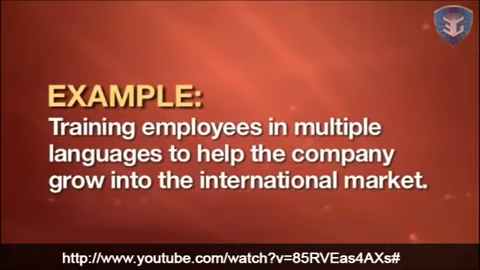 EXAMPLE:
Training employees in multiple
languages to help the company
grow into the international market.
http://www.youtube.com/watch?v=85RVEas4AXs#